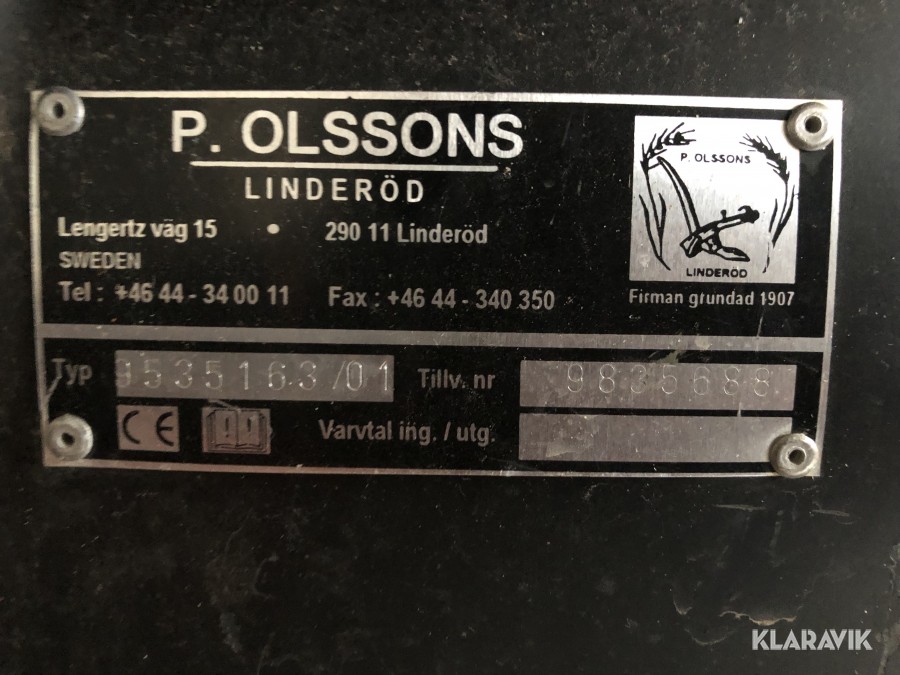 P. OLSSONS
LINDERÖD
Lengertz väg 15 • 290 11 Linderöd
SWEDEN
Tel : +46 44 - 34 00 11 Fax : +46 44 - 340 350
P. OLSSONS
LINDERÖD
Firman grundad 1907
Typ 9535163/01 Tillv. nr 9835688
CE Varvtal ing. / utg.
KLARAVIK